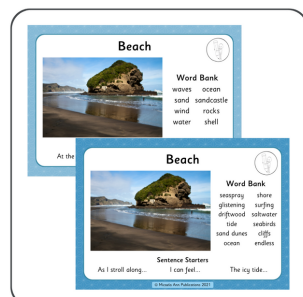 Beach
Word Bank
waves ocean
sand sandcastle
wind rocks
water shell
At the
Beach
Word Bank
seaspray shore
glistening surfing
driftwood saltwater
tide seabirds
sand dunes cliffs
ocean endless
Sentence Starters
As I stroll along... I can feel... The icy tide...
© Missela Ant Publications 2021